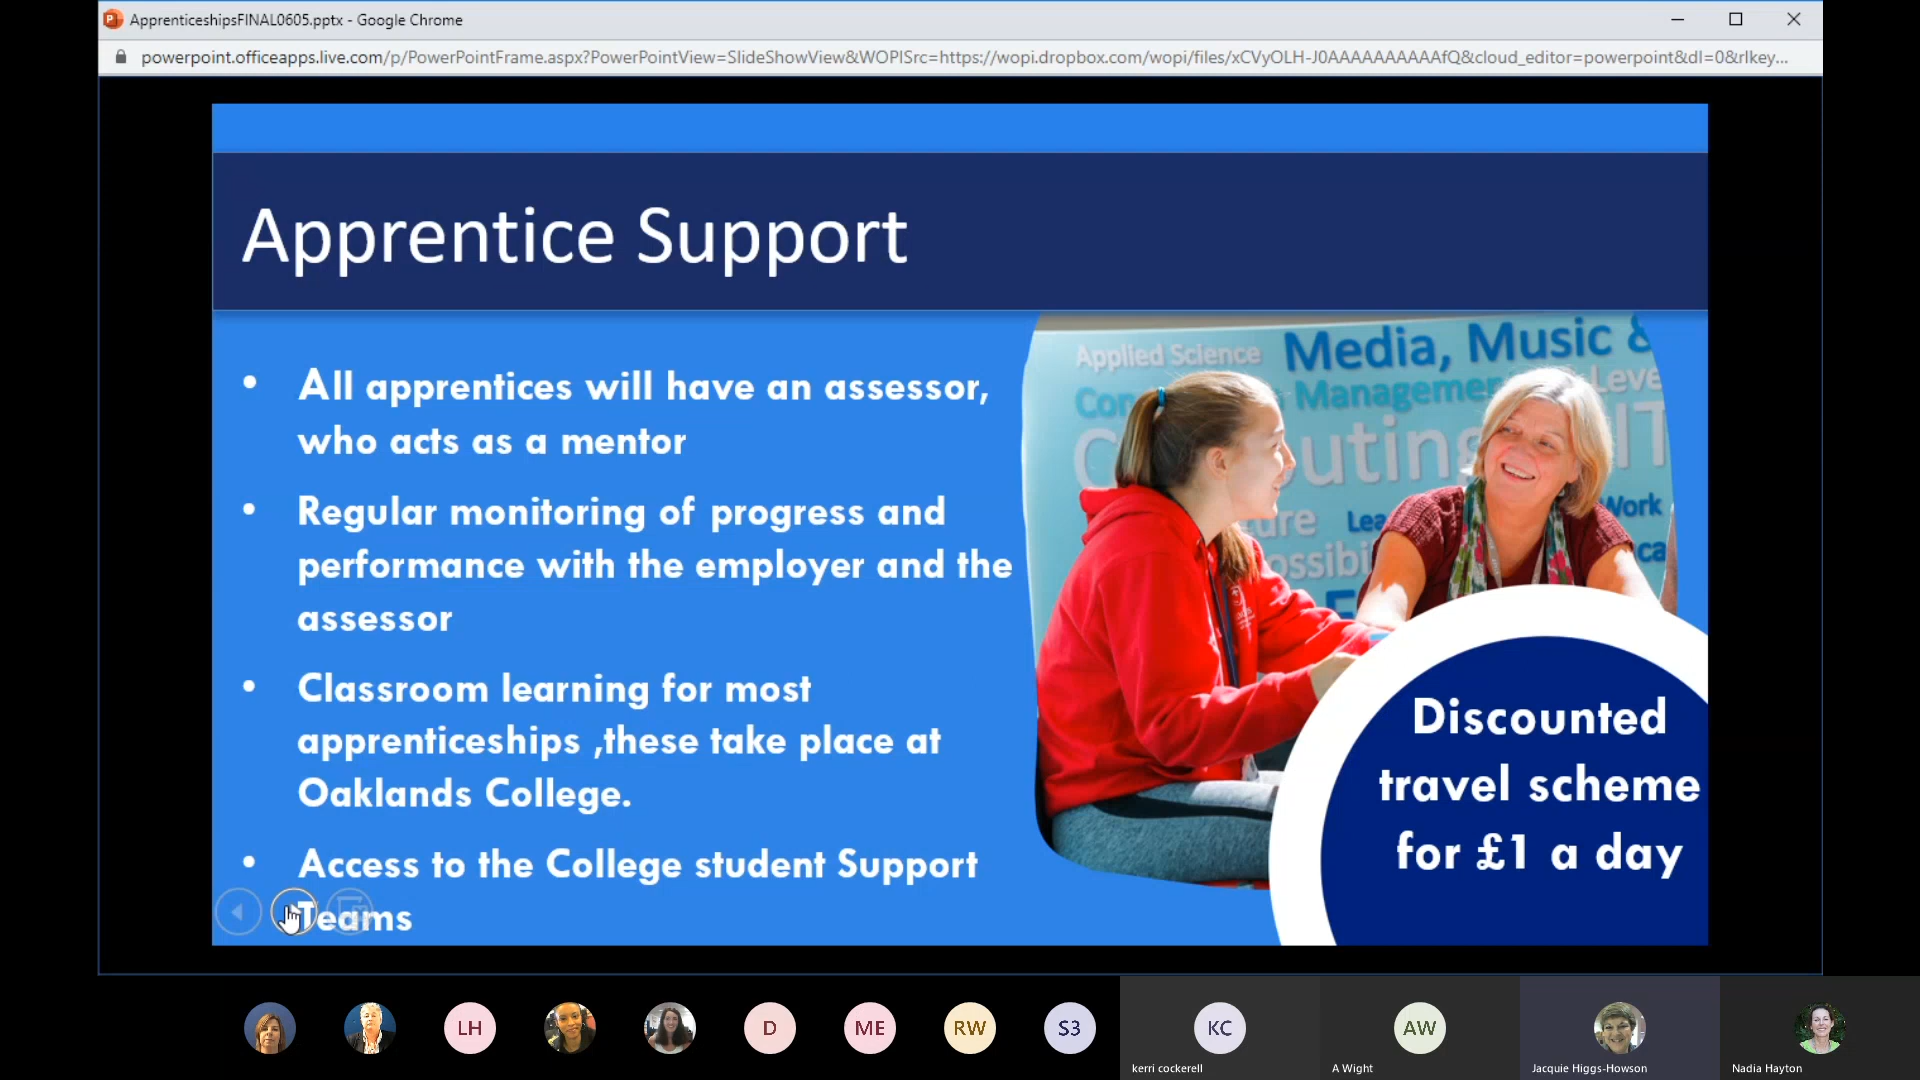 ApprenticeshipsFINAL0605.pptx - Google Chrome
powerpoint.officeapps.live.com/p/PowerPointFrame.aspx?PowerPointView=SlideShowView&WOPISrc=https://wopi.dropbox.com/wopi/files/xCVyOLH-J0AAAAAAAAAAfQ&cloud_editor=powerpoint&dl=0&rlkey...
Apprentice Support
• All apprentices will have an assessor,
who acts as a mentor
• Regular monitoring of progress and
performance with the employer and the
assessor
• Classroom learning for most
apprenticeships ,these take place at
Oaklands College.
• Access to the College student Support
Teams
Applied Science
Media, Music &
Management
Work
Discounted
travel scheme
for £1 a day
LH
D
ME
RW
S3
KC
AW
kerri cockerell
A Wight
Jacquie Higgs-Howson
Nadia Hayton